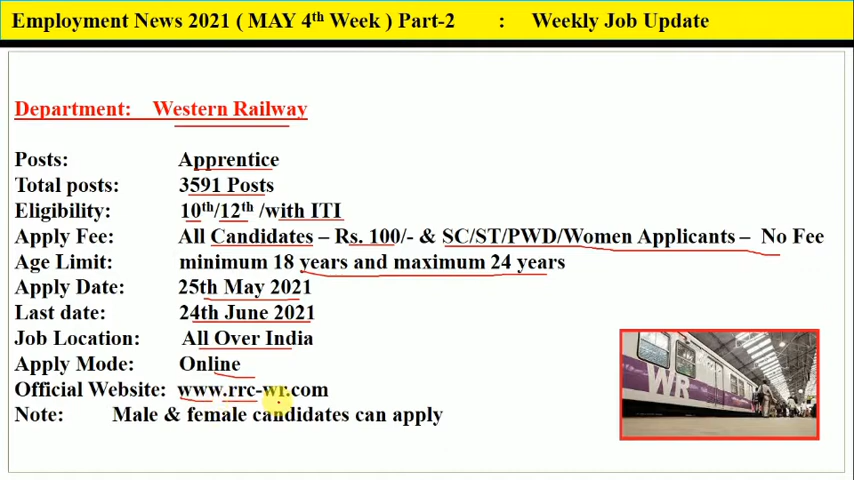 Employment News 2021 ( MAY 4th Week ) Part-2 : Weekly Job Update
Department: Western Railway
Posts: Apprentice
Total posts: 3591 Posts
Eligibility: 10th/12th /with ITI
Apply Fee: All Candidates – Rs. 100/- & SC/ST/PWD/Women Applicants – No Fee
Age Limit: minimum 18 years and maximum 24 years
Apply Date: 25th May 2021
Last date: 24th June 2021
Job Location: All Over India
Apply Mode: Online
Official Website: www.rrc-wr.com
Note: Male & female candidates can apply
WR